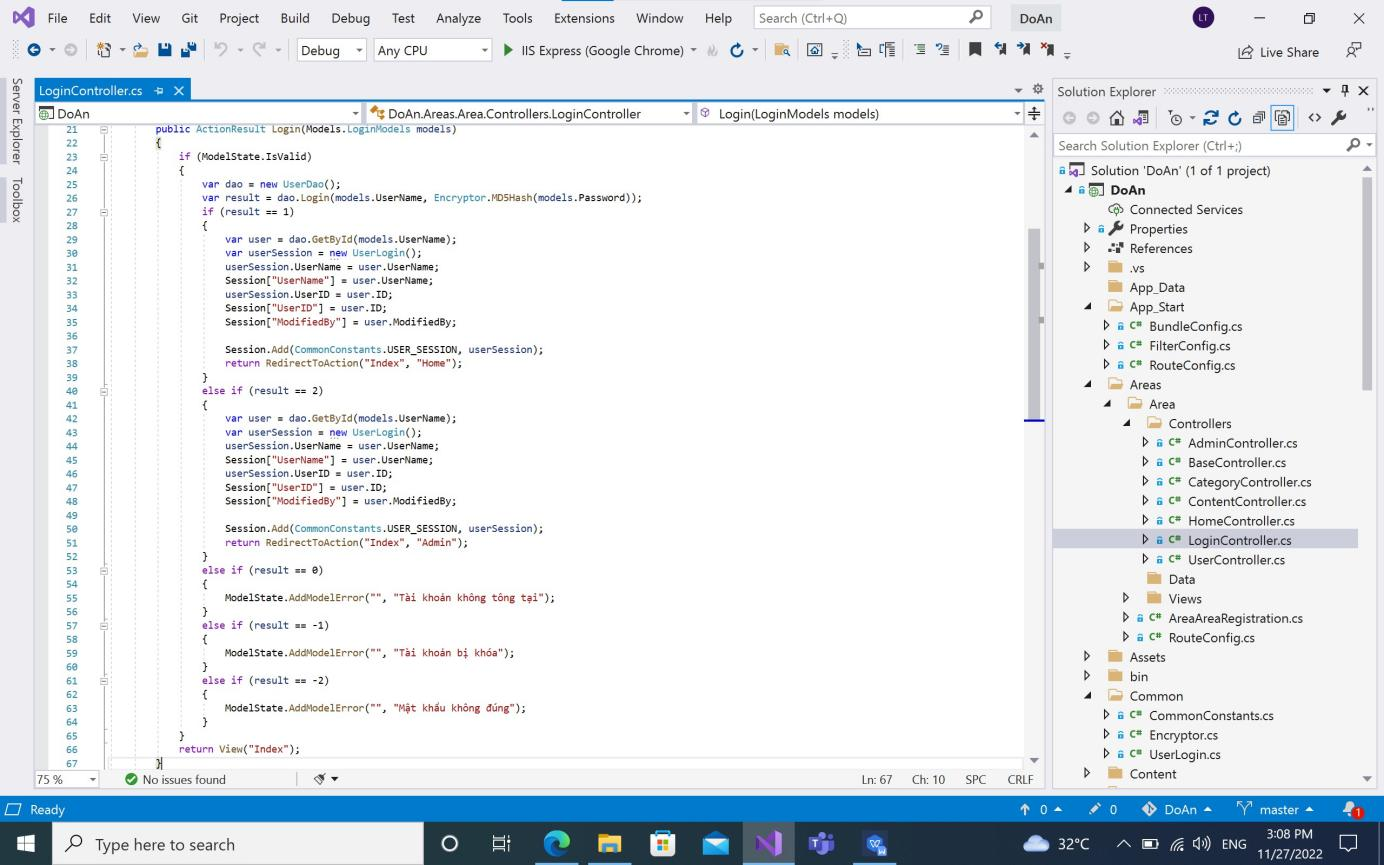 File Edit View Git Project Build Debug Test Analyze Tools Extensions Window Help Search (Ctrl+Q) DoAn LT
Debug Any CPU IIS Express (Google Chrome) Live Share
Server Explorer
Toolbox
LoginController.cs
DoAn DoAn.Areas.Area.Controllers.LoginController Login(LoginModels models)
21 public ActionResult Login(Models.LoginModels models)
22 {
23 if (ModelState.IsValid)
24 {
25 var dao = new UserDao();
26 var result = dao.Login(models.UserName, Encryptor.MD5Hash(models.Password));
27 if (result == 1)
28 {
29 var user = dao.GetById(models.UserName);
30 var userSession = new UserLogin();
31 userSession.UserName = user.UserName;
32 Session["UserName"] = user.UserName;
33 userSession.UserID = user.ID;
34 Session["UserID"] = user.ID;
35 Session["ModifiedBy"] = user.ModifiedBy;
36
37 Session.Add(CommonConstants.USER_SESSION, userSession);
38 return RedirectToAction("Index", "Home");
39 }
40 else if (result == 2)
41 {
42 var user = dao.GetById(models.UserName);
43 var userSession = new UserLogin();
44 userSession.UserName = user.UserName;
45 Session["UserName"] = user.UserName;
46 userSession.UserID = user.ID;
47 Session["UserID"] = user.ID;
48 Session["ModifiedBy"] = user.ModifiedBy;
49
50 Session.Add(CommonConstants.USER_SESSION, userSession);
51 return RedirectToAction("Index", "Admin");
52 }
53 else if (result == 0)
54 {
55 ModelState.AddModelError("", "Tài khoản không tông tại");
56 }
57 else if (result == -1)
58 {
59 ModelState.AddModelError("", "Tài khoản bị khóa");
60 }
61 else if (result == -2)
62 {
63 ModelState.AddModelError("", "Mật khẩu không đúng");
64 }
65 }
66 return View("Index");
67 }
75 % No issues found Ln: 67 Ch: 10 SPC CRLF
Solution Explorer
Search Solution Explorer (Ctrl+;)
Solution 'DoAn' (1 of 1 project)
DoAn
Connected Services
Properties
References
.vs
App_Data
App_Start
C# BundleConfig.cs
C# FilterConfig.cs
C# RouteConfig.cs
Areas
Area
Controllers
C# AdminController.cs
C# BaseController.cs
C# CategoryController.cs
C# ContentController.cs
C# HomeController.cs
C# LoginController.cs
C# UserController.cs
Data
Views
C# AreaAreaRegistration.cs
C# RouteConfig.cs
Assets
bin
Common
C# CommonConstants.cs
C# Encryptor.cs
C# UserLogin.cs
Content
Ready 0 0 DoAn master 1
Type here to search 32°C ENG 3:08 PM
11/27/2022